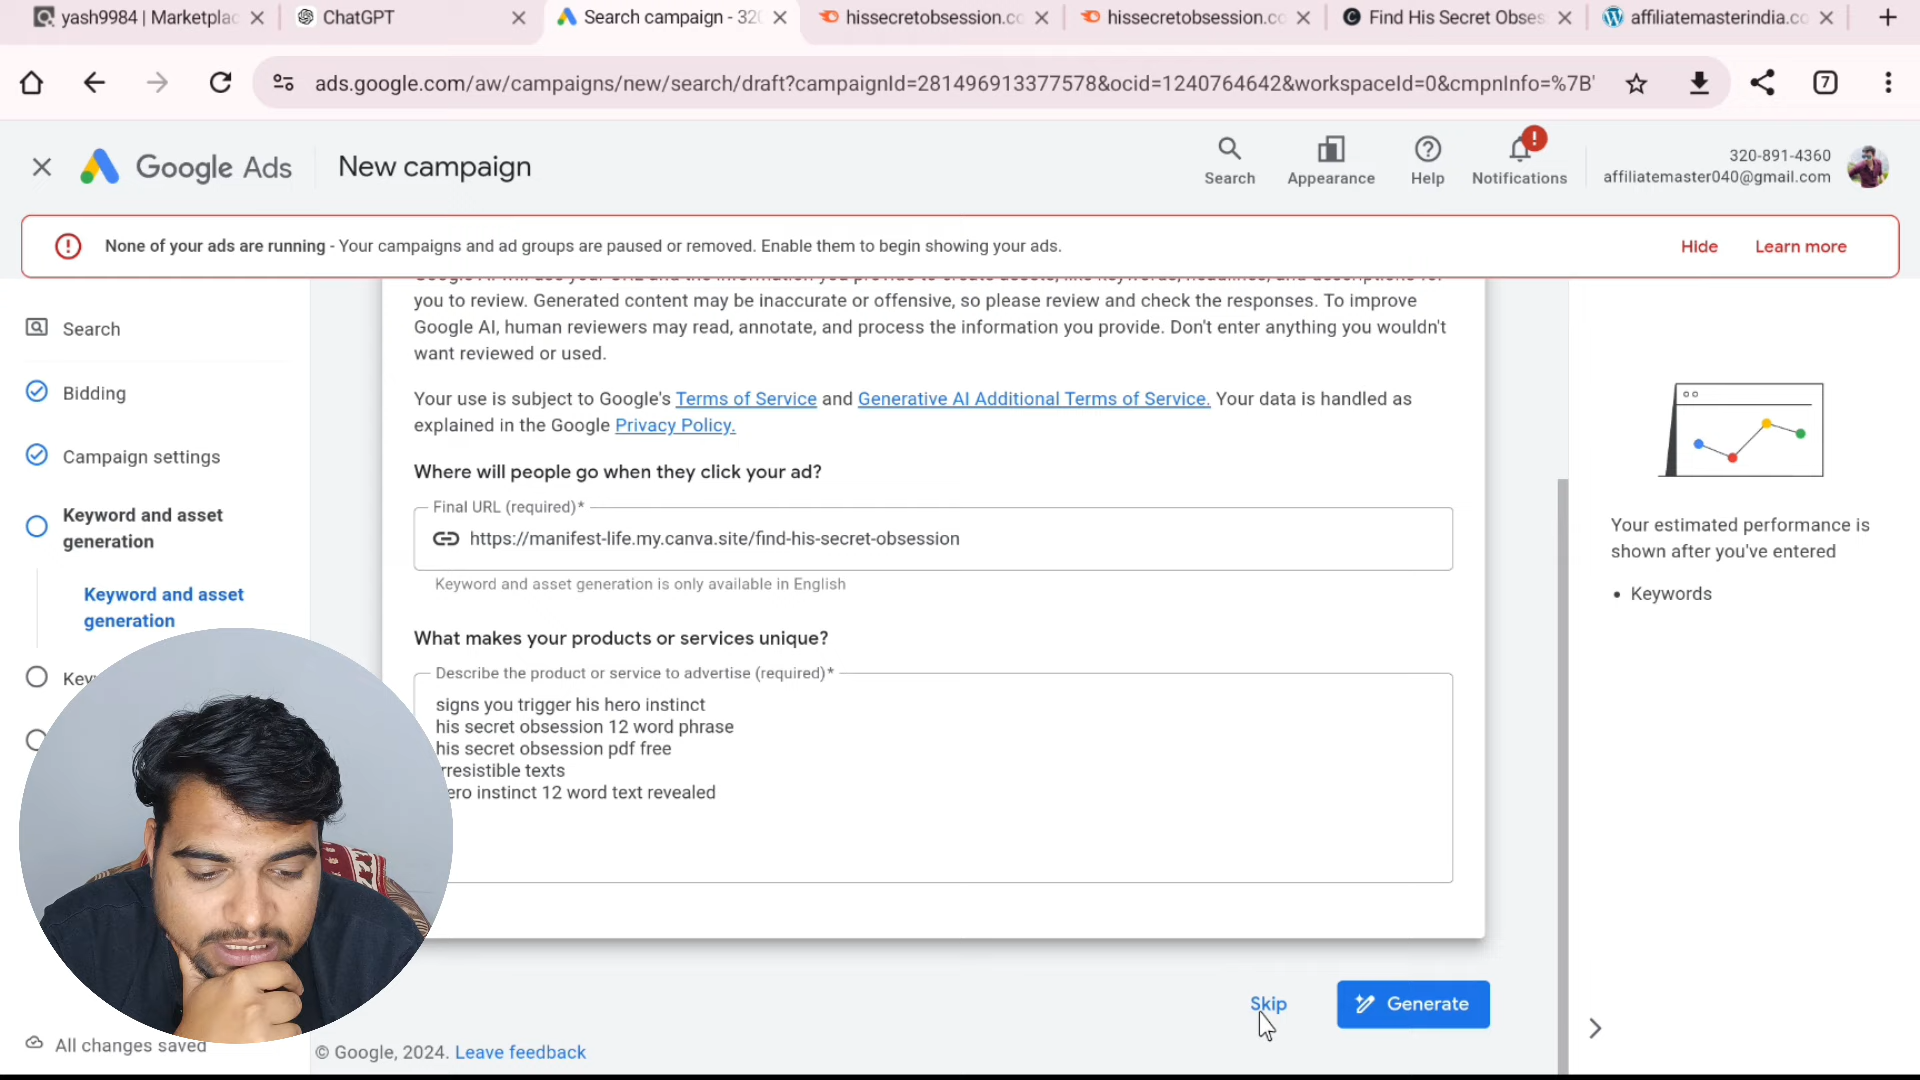 yash9984 | Marketplac
ChatGPT
Search campaign - 320
hissecretobsession.co
hissecretobsession.co
Find His Secret Obses
affiliatemasterindia.co
ads.google.com/aw/campaigns/new/search/draft?campaignId=281496913377578&ocid=1240764642&workspaceId=0&cmpnInfo=%7B'
7
Google Ads
New campaign
Search
Appearance
Help
Notifications
320-891-4360
affiliatemaster040@gmail.com
None of your ads are running - Your campaigns and ad groups are paused or removed. Enable them to begin showing your ads.
Hide
Learn more
Search
Bidding
Campaign settings
Keyword and asset
generation
Keyword and asset
generation
All changes saved
you to review. Generated content may be inaccurate or offensive, so please review and check the responses. To improve
Google AI, human reviewers may read, annotate, and process the information you provide. Don't enter anything you wouldn't
want reviewed or used.
Your use is subject to Google's Terms of Service and Generative AI Additional Terms of Service. Your data is handled as
explained in the Google Privacy Policy.
Where will people go when they click your ad?
Final URL (required)*
https://manifest-life.my.canva.site/find-his-secret-obsession
Keyword and asset generation is only available in English
What makes your products or services unique?
Describe the product or service to advertise (required)*
signs you trigger his hero instinct
his secret obsession 12 word phrase
his secret obsession pdf free
rresistible texts
ero instinct 12 word text revealed
Skip
Generate
© Google, 2024. Leave feedback
Your estimated performance is
shown after you've entered
• Keywords